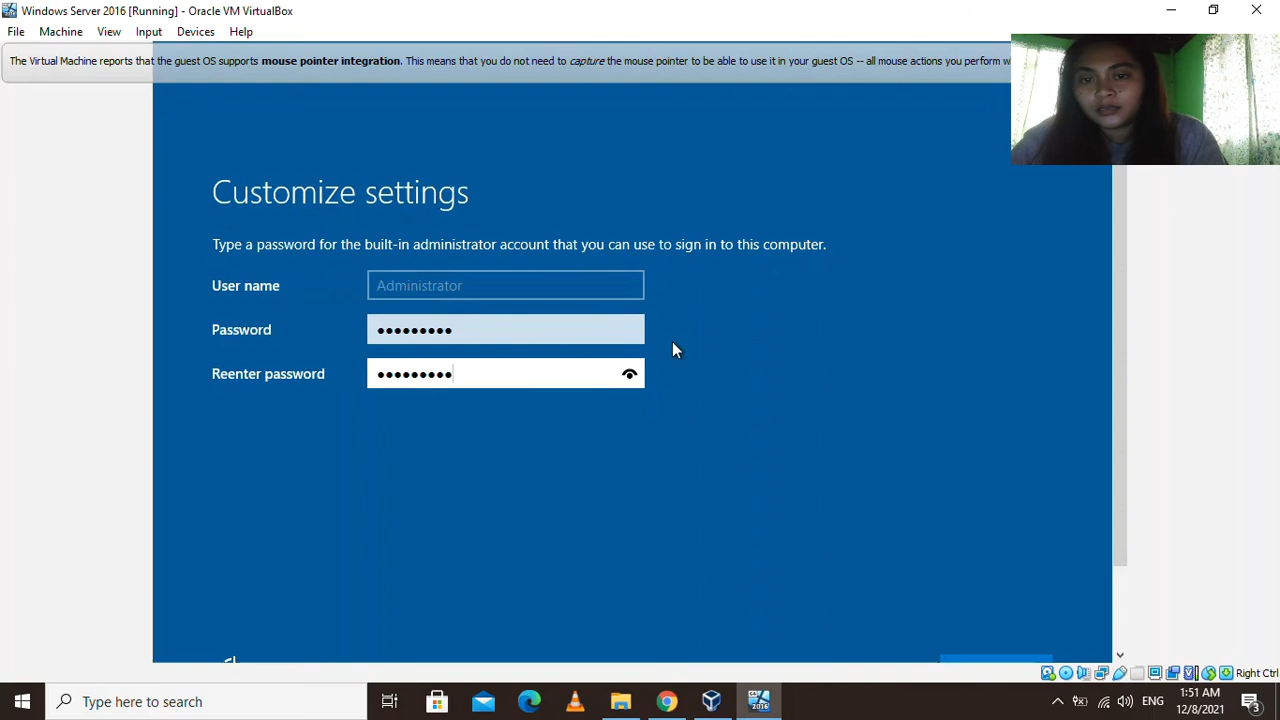 Windows Server 2016 [Running] - Oracle VM VirtualBox
File Machine View Input Devices Help
The Virtual Machine reports that the guest OS supports mouse pointer integration. This means that you do not need to capture the mouse pointer to be able to use it in your guest OS -- all mouse actions you perform
Customize settings
Type a password for the built-in administrator account that you can use to sign in to this computer.
User name
Administrator
Password
•••••••••
Reenter password
•••••••••
Right Ctrl
2016
Type here to search
ENG
1:51 AM
12/8/2021
3